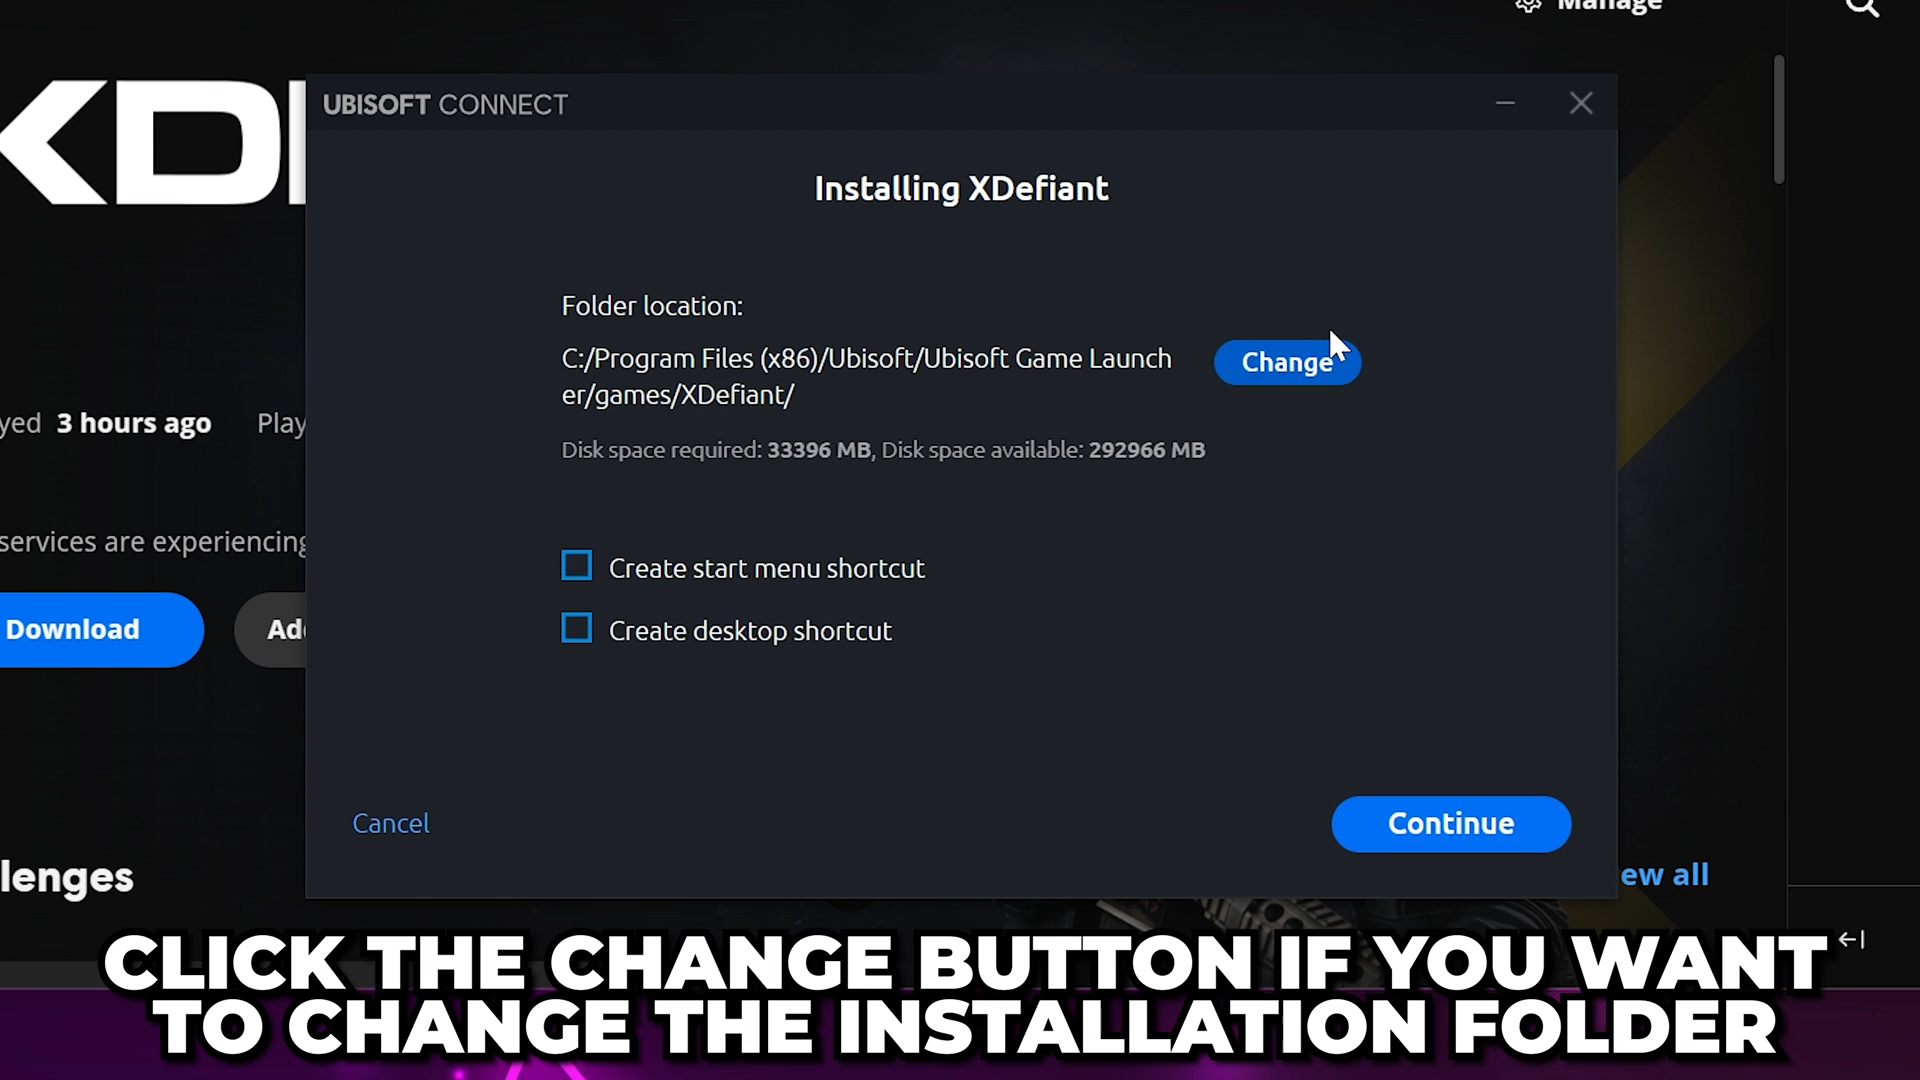 Manage
XD
UBISOFT CONNECT
Installing XDefiant
Folder location:
C:/Program Files (x86)/Ubisoft/Ubisoft Game Launch
er/games/XDefiant/
Change
Disk space required: 33396 MB, Disk space available: 292966 MB
yed 3 hours ago Play
services are experiencing
Create start menu shortcut
Download
Ad
Create desktop shortcut
Cancel
Continue
lenges
ew all
CLICK THE CHANGE BUTTON IF YOU WANT
TO CHANGE THE INSTALLATION FOLDER